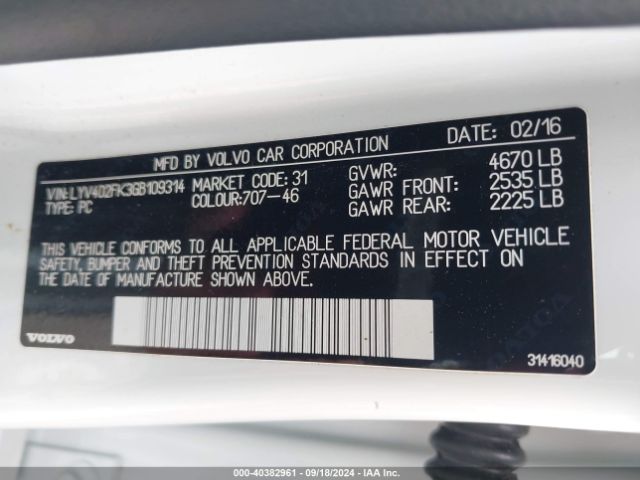 MFD BY VOLVO CAR CORPORATION DATE: 02/16
VIN: LYV402FK3GB109314 MARKET CODE: 31 GVWR: 4670 LB
TYPE: PC COLOUR: 707-46 GAWR FRONT: 2535 LB
GAWR REAR: 2225 LB
THIS VEHICLE CONFORMS TO ALL APPLICABLE FEDERAL MOTOR VEHICLE
SAFETY, BUMPER AND THEFT PREVENTION STANDARDS IN EFFECT ON
THE DATE OF MANUFACTURE SHOWN ABOVE.
VOLVO
31416040
000-40382961 - 09/18/2024 - IAA Inc.